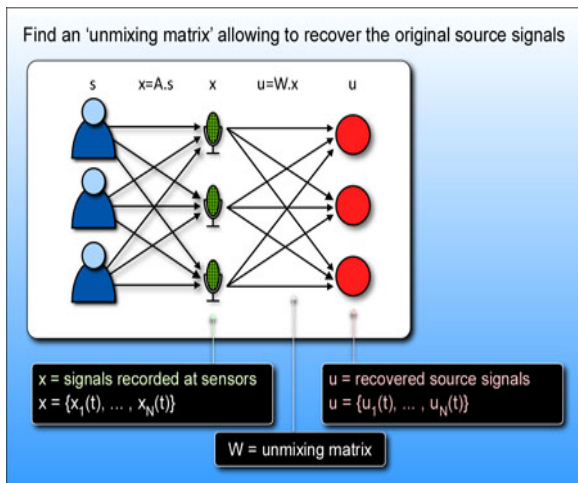 Find an ‘unmixing matrix’ allowing to recover the original source signals
s x=A.s x u=W.x u
x = signals recorded at sensors
x = {x1(t), ... , xN(t)}
u = recovered source signals
u = {u1(t), ... , uN(t)}
W = unmixing matrix